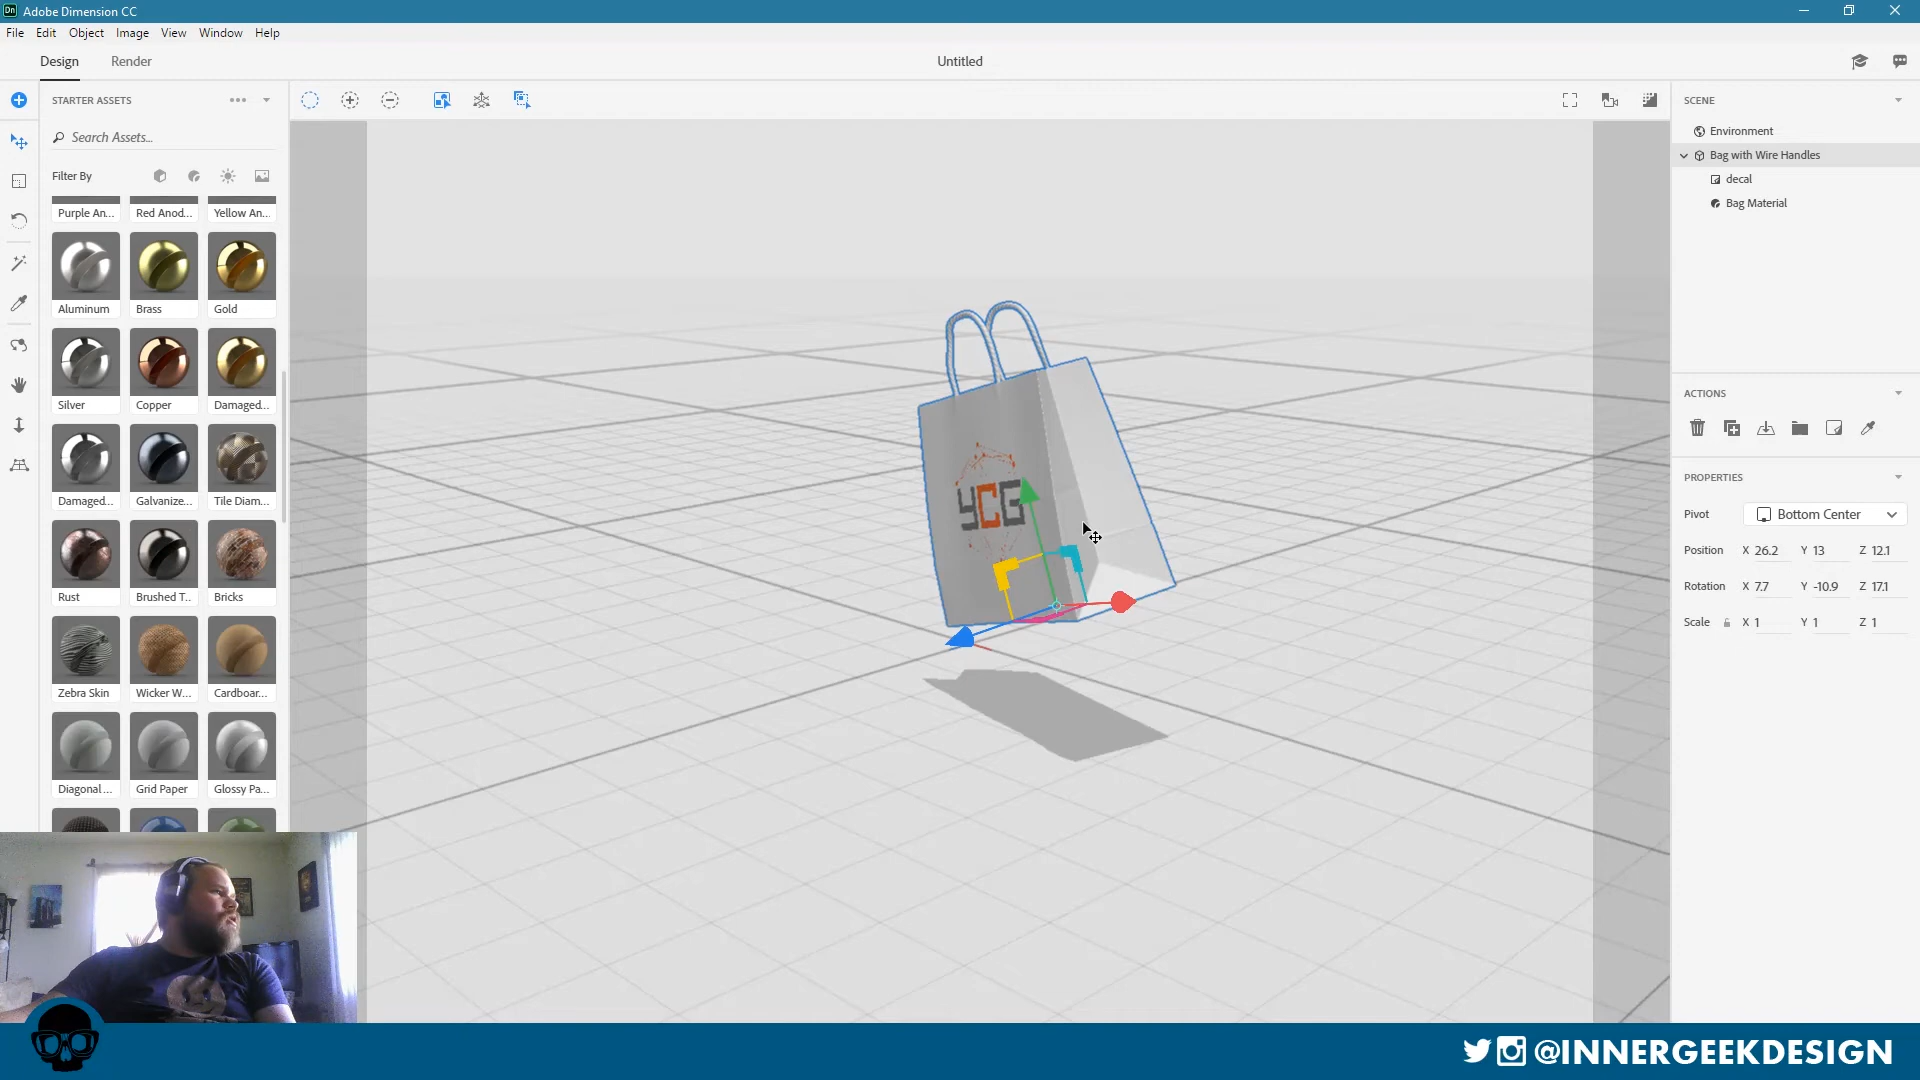 Dn Adobe Dimension CC
File Edit Object Image View Window Help
Design Render Untitled
STARTER ASSETS
Search Assets...
Filter By
Purple An... Red Anod... Yellow An...
Aluminum Brass Gold
Silver Copper Damaged...
Damaged... Galvanize... Tile Diam...
Rust Brushed T... Bricks
Zebra Skin Wicker W... Cardboar...
Diagonal ... Grid Paper Glossy Pa...
YCG
SCENE
Environment
Bag with Wire Handles
decal
Bag Material
ACTIONS
PROPERTIES
Pivot Bottom Center
Position X 26.2 Y 13 Z 12.1
Rotation X 7.7 Y -10.9 Z 17.1
Scale X 1 Y 1 Z 1
@INNERGEEKDESIGN